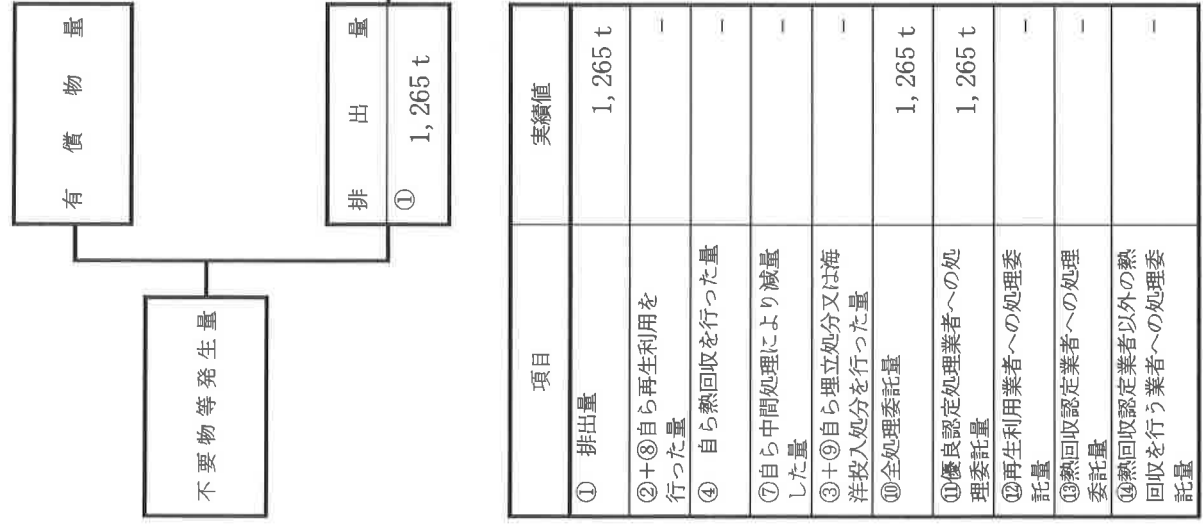 有償物量
不要物等発生量
排出量
① 1,265 t
項目 実績値
① 排出量 1,265 t
②+⑧自ら再生利用を
行った量 −
④ 自ら熱回収を行った量 −
⑦自ら中間処理により減量
した量 −
③+⑨自ら埋立処分又は海
洋投入処分を行った量 −
⑩全処理委託量 1,265 t
⑪優良認定処理業者への処
理委託量 1,265 t
⑫再生利用業者への処理委
託量 −
⑬熱回収認定業者への処理
委託量 −
⑭熱回収認定業者以外の熱
回収を行う業者への処理委
託量 −